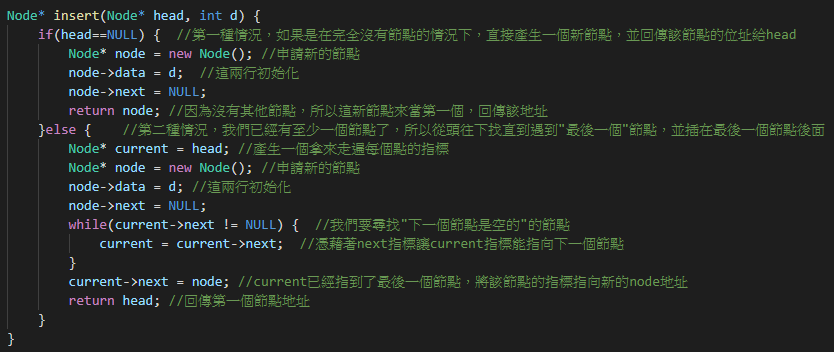 Node* insert(Node* head, int d) {
    if(head==NULL) {  //第一種情況，如果是在完全沒有節點的情況下，直接產生一個新節點，並回傳該節點的位址給head
        Node* node = new Node(); //申請新的節點
        node->data = d;  //這兩行初始化
        node->next = NULL;
        return node; //因為沒有其他節點，所以這新節點來當第一個，回傳該地址
    }else {    //第二種情況，我們已經有至少一個節點了，所以從頭往下找直到遇到"最後一個"節點，並插在最後一個節點後面
        Node* current = head; //產生一個拿來走遍每個點的指標
        Node* node = new Node(); //申請新的節點
        node->data = d; //這兩行初始化
        node->next = NULL;
        while(current->next != NULL) {  //我們要尋找"下一個節點是空的"的節點
            current = current->next;  //憑藉著next指標讓current指標能指向下一個節點
        }
        current->next = node; //current已經指到了最後一個節點，將該節點的指標指向新的node地址
        return head; //回傳第一個節點地址
    }
}